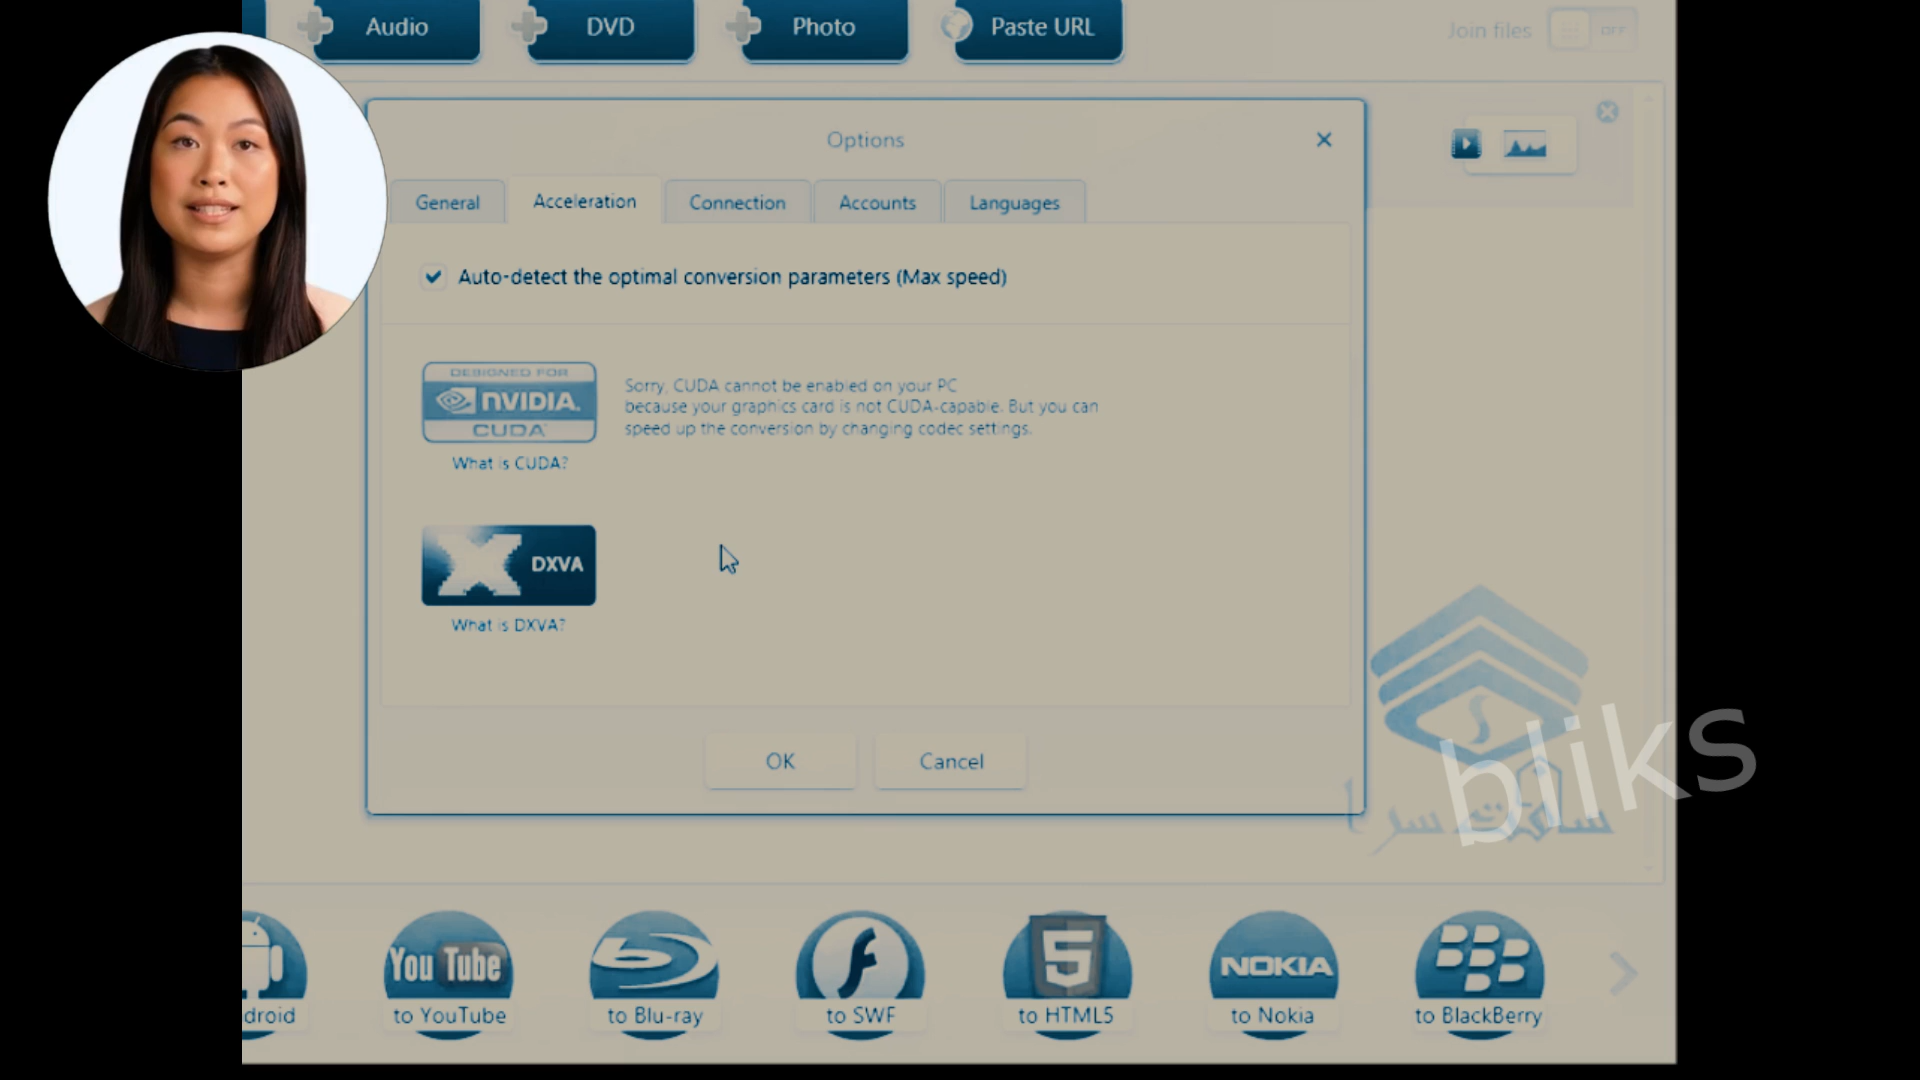 Audio
DVD
Photo
Paste URL
Join files
OFF
Options
General
Acceleration
Connection
Accounts
Languages
Auto-detect the optimal conversion parameters (Max speed)
DESIGNED FOR
NVIDIA.
CUDA
What is CUDA?
Sorry, CUDA cannot be enabled on your PC
because your graphics card is not CUDA-capable. But you can
speed up the conversion by changing codec settings.
DXVA
What is DXVA?
OK
Cancel
bliks
You Tube
NOKIA
droid
to YouTube
to Blu-ray
to SWF
to HTML5
to Nokia
to BlackBerry